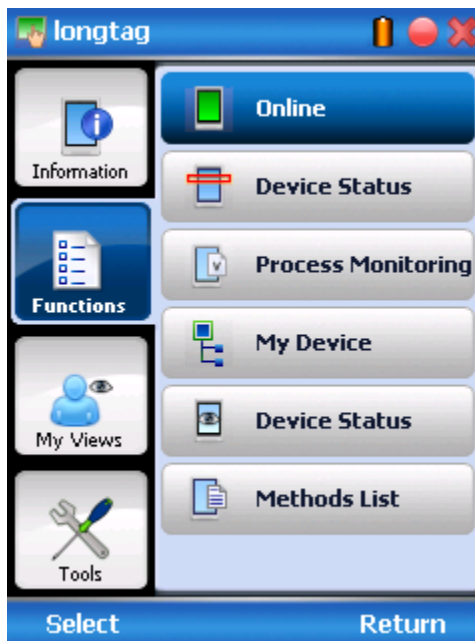 longtag
Information
Functions
My Views
Tools
Online
Device Status
Process Monitoring
My Device
Device Status
Methods List
Select
Return